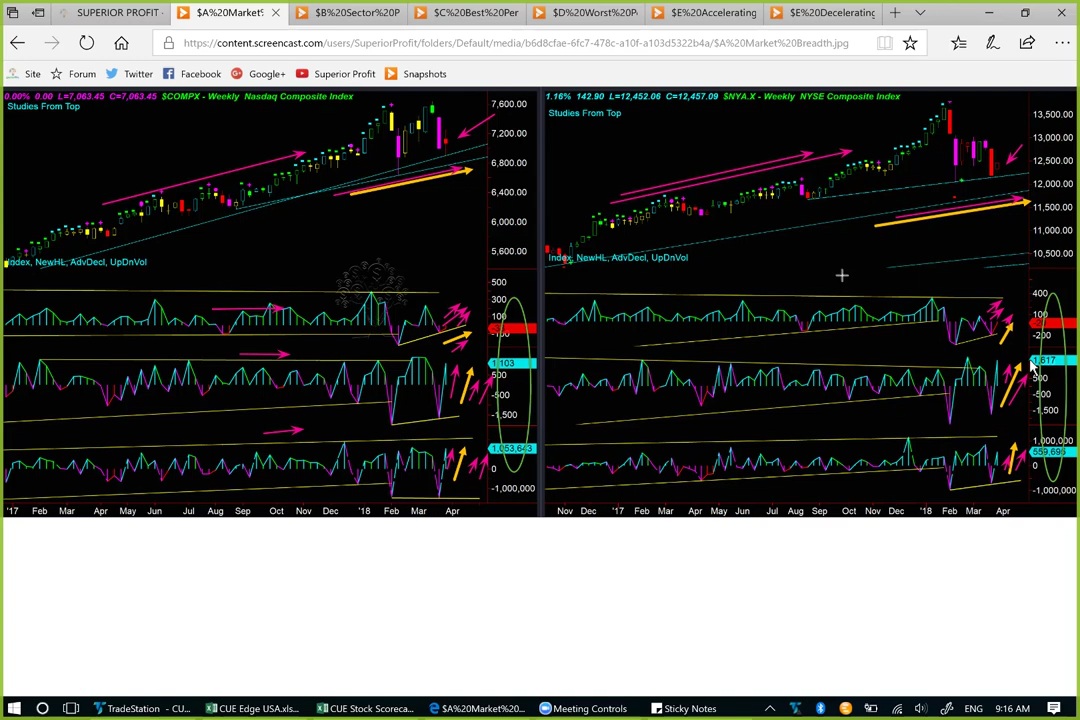 SUPERIOR PROFIT
$A%20Market%
$B%20Sector%20P
$C%20Best%20Per
$D%20Worst%20P
$E%20Accelerating
$E%20Decelerating
https://content.screencast.com/users/SuperiorProfit/folders/Default/media/b6d8cfae-6fc7-478c-a10f-a103d5322b4a/$A%20Market%20Breadth.jpg
Site
Forum
Twitter
Facebook
Google+
Superior Profit
Snapshots
0.00% 0.00 L=7,063.45 C=7,063.45 $COMPX - Weekly Nasdaq Composite Index
Studies From Top
7,600.00
7,200.00
6,800.00
6,400.00
6,000.00
5,600.00
Index, NewHL, AdvDecl, UpDnVol
500
300
100
-100
1,103
500
-500
-1,500
1,053,643
0
-1,000,000
'17 Feb Mar Apr May Jun Jul Aug Sep Oct Nov Dec '18 Feb Mar Apr
1.16% 142.90 L=12,452.06 C=12,457.09 $NYA.X - Weekly NYSE Composite Index
Studies From Top
13,500.00
13,000.00
12,500.00
12,000.00
11,500.00
11,000.00
10,500.00
Index, NewHL, AdvDecl, UpDnVol
400
100
-200
1,617
500
-500
-1,500
1,000,000
559,695
0
-1,000,000
Nov Dec '17 Feb Mar Apr May Jun Jul Aug Sep Oct Nov Dec '18 Feb Mar Apr
TradeStation - CU...
CUE Edge USA.xls...
CUE Stock Scoreca...
$A%20Market%20...
Meeting Controls
Sticky Notes
ENG
9:16 AM